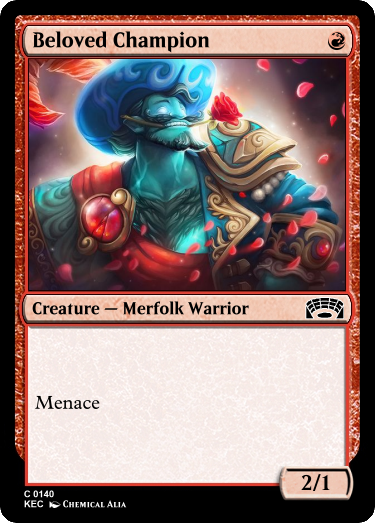 Beloved Champion
Creature — Merfolk Warrior
Menace
2/1
C 0140
KEC Chemical Alia